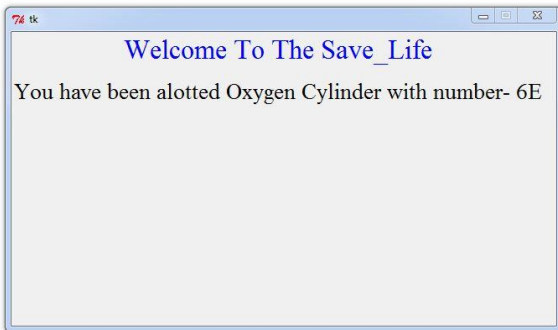 tk
Welcome To The Save_Life
You have been alotted Oxygen Cylinder with number- 6E